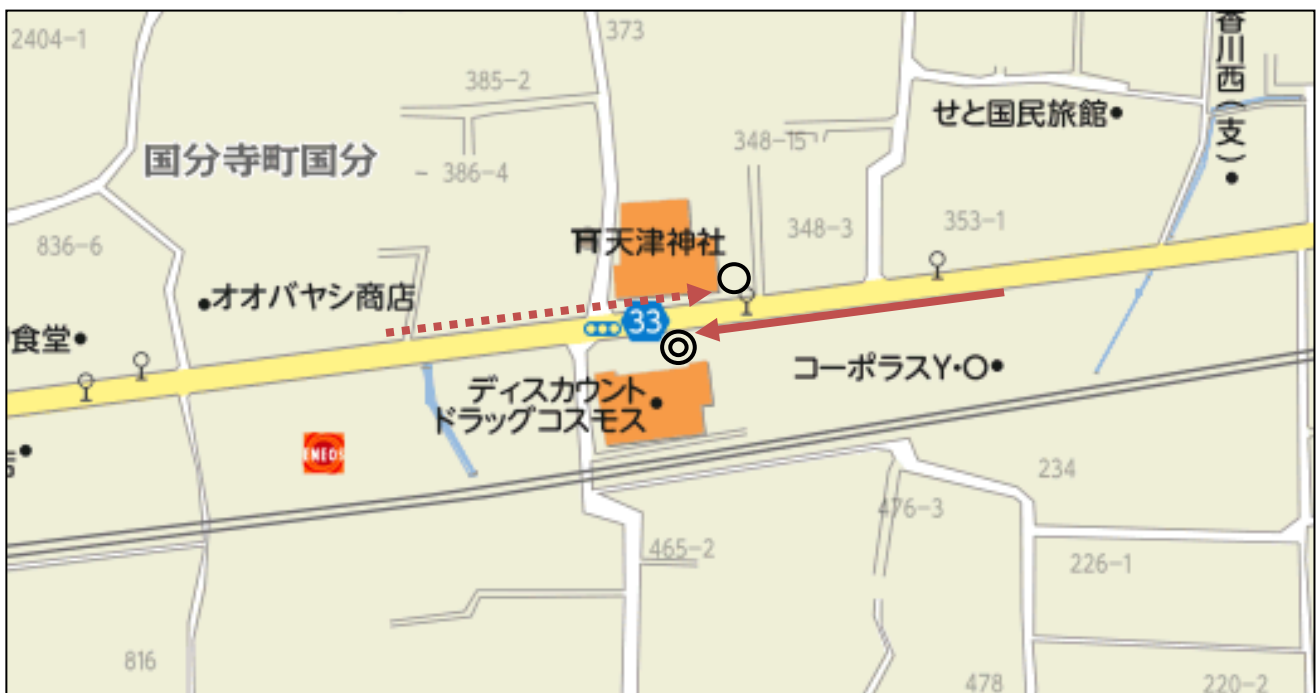 2404-1
373
385-2
国分寺町国分
386-4
348-15
せと国民旅館
香川西(支)
836-6
天津神社
348-3
353-1
オオバヤシ商店
33
食堂
ディスカウント
ドラッグコスモス
コーポラスY・O
ENEOS
234
476-3
465-2
226-1
816
478
220-2